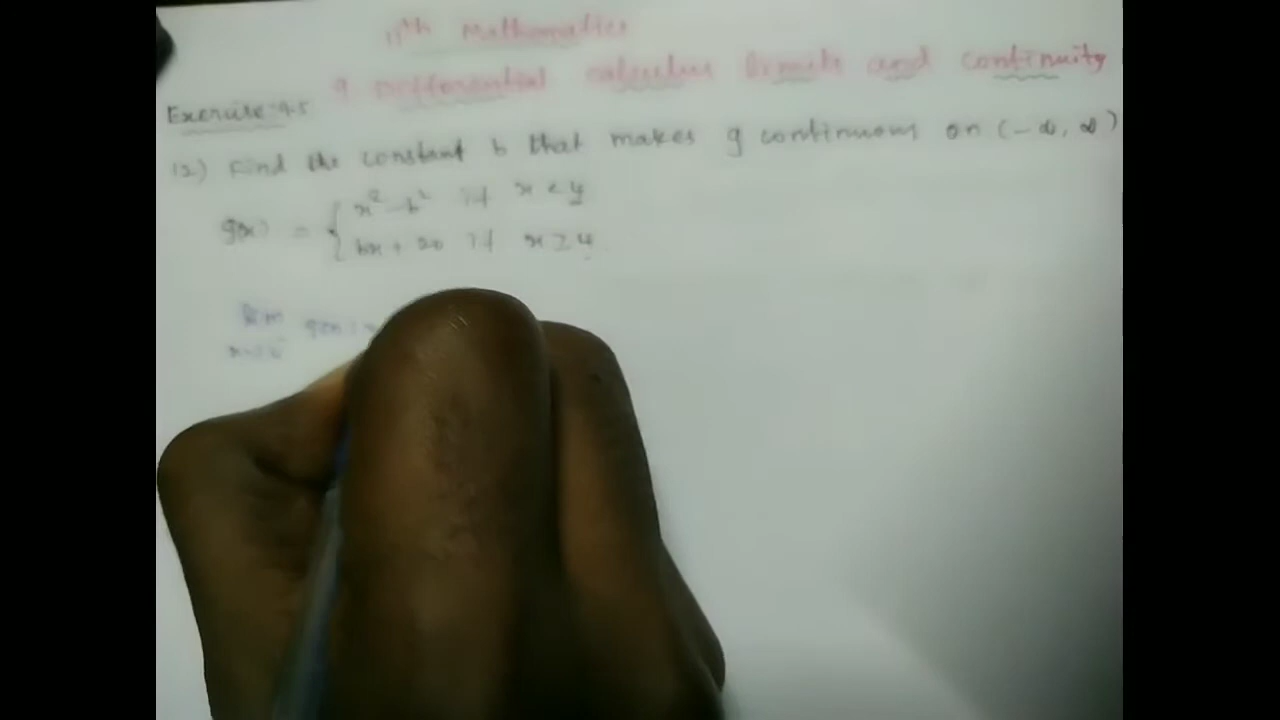 11th Mathematics
9 Differential calculus limits and continuity
Exercise 9.5
12) Find the constant b that makes g continuous on (-∞, ∞)
g(x) = { x² - b² if x < 4
bx + 20 if x ≥ 4
lim g(x) =
x→4⁻